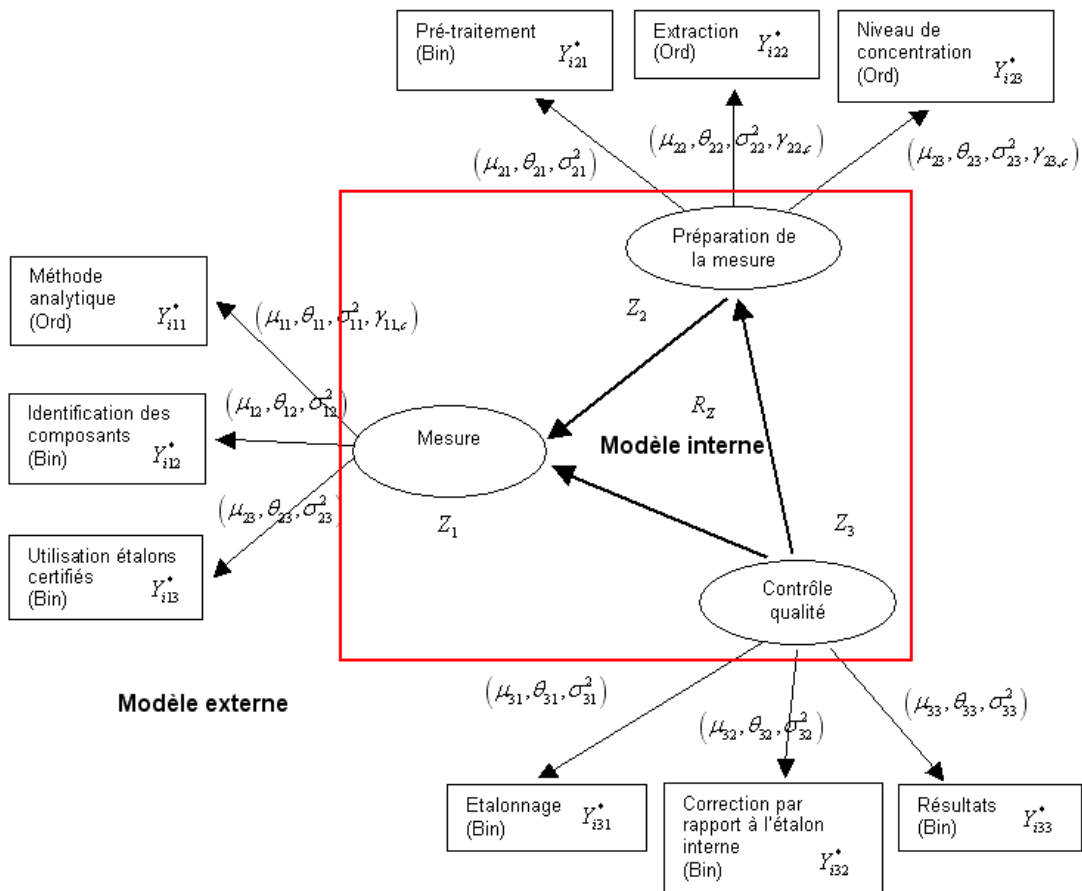 Pré-traitement
(Bin)
Y*i21
Extraction
(Ord)
Y*i22
Niveau de
concentration
(Ord)
Y*i23
(μ21, θ21, σ²21)
(μ22, θ22, σ²22, γ22,c)
(μ23, θ23, σ²23, γ23,c)
Préparation de
la mesure
Z2
Méthode
analytique
(Ord)
Y*i11
(μ11, θ11, σ²11, γ11,c)
Identification des
composants
(Bin)
Y*i12
(μ12, θ12, σ²12)
Mesure
Z1
RZ
Modèle interne
(μ23, θ23, σ²23)
Utilisation étalons
certifiés
(Bin)
Y*i13
Z3
Contrôle
qualité
Modèle externe
(μ31, θ31, σ²31)
(μ32, θ32, σ²32)
(μ33, θ33, σ²33)
Etalonnage
(Bin)
Y*i31
Correction par
rapport à l'étalon
interne
(Bin)
Y*i32
Résultats
(Bin)
Y*i33